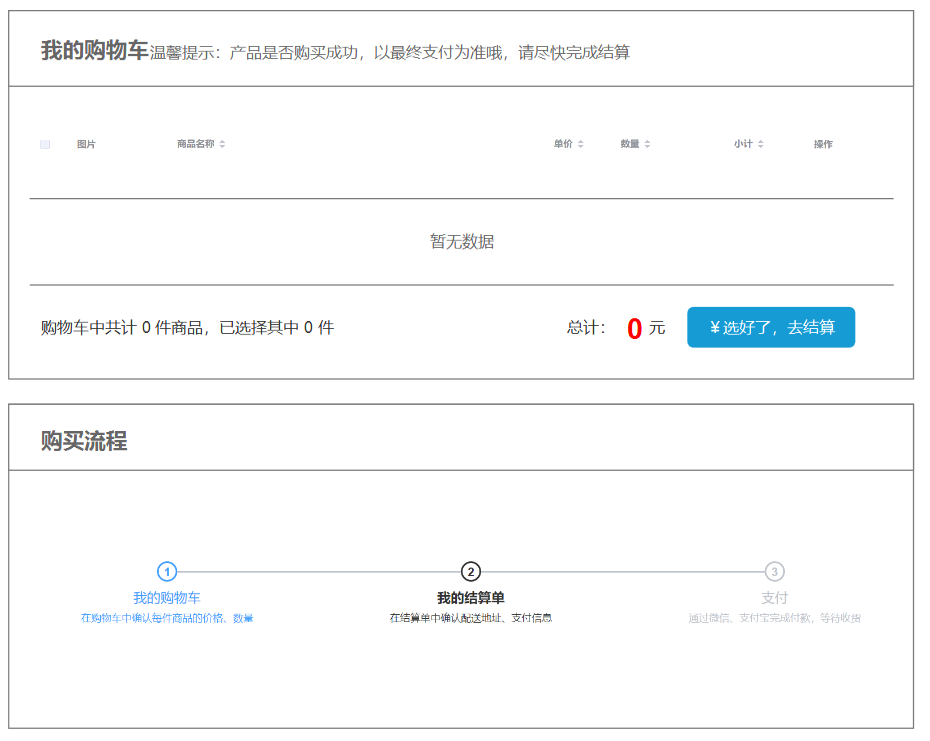 我的购物车温馨提示：产品是否购买成功，以最终支付为准哦，请尽快完成结算
图片 商品名称 单价 数量 小计 操作
暂无数据
购物车中共计 0 件商品，已选择其中 0 件 总计： 0 元 ¥选好了，去结算
购买流程
1 2 3
我的购物车 我的结算单 支付
在购物车中确认每件商品的价格、数量 在结算单中确认配送地址、支付信息 通过微信、支付宝完成付款，等待收货